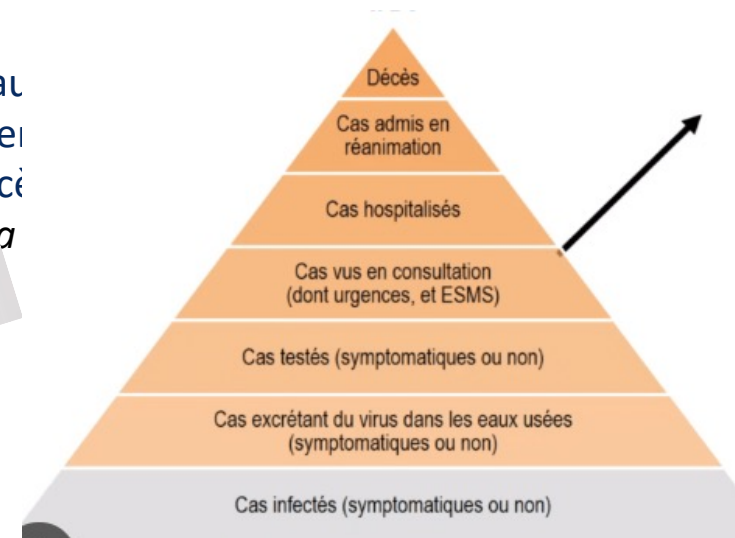 Décès
Cas admis en
réanimation
Cas hospitalisés
Cas vus en consultation
(dont urgences, et ESMS)
Cas testés (symptomatiques ou non)
Cas excrétant du virus dans les eaux usées
(symptomatiques ou non)
Cas infectés (symptomatiques ou non)